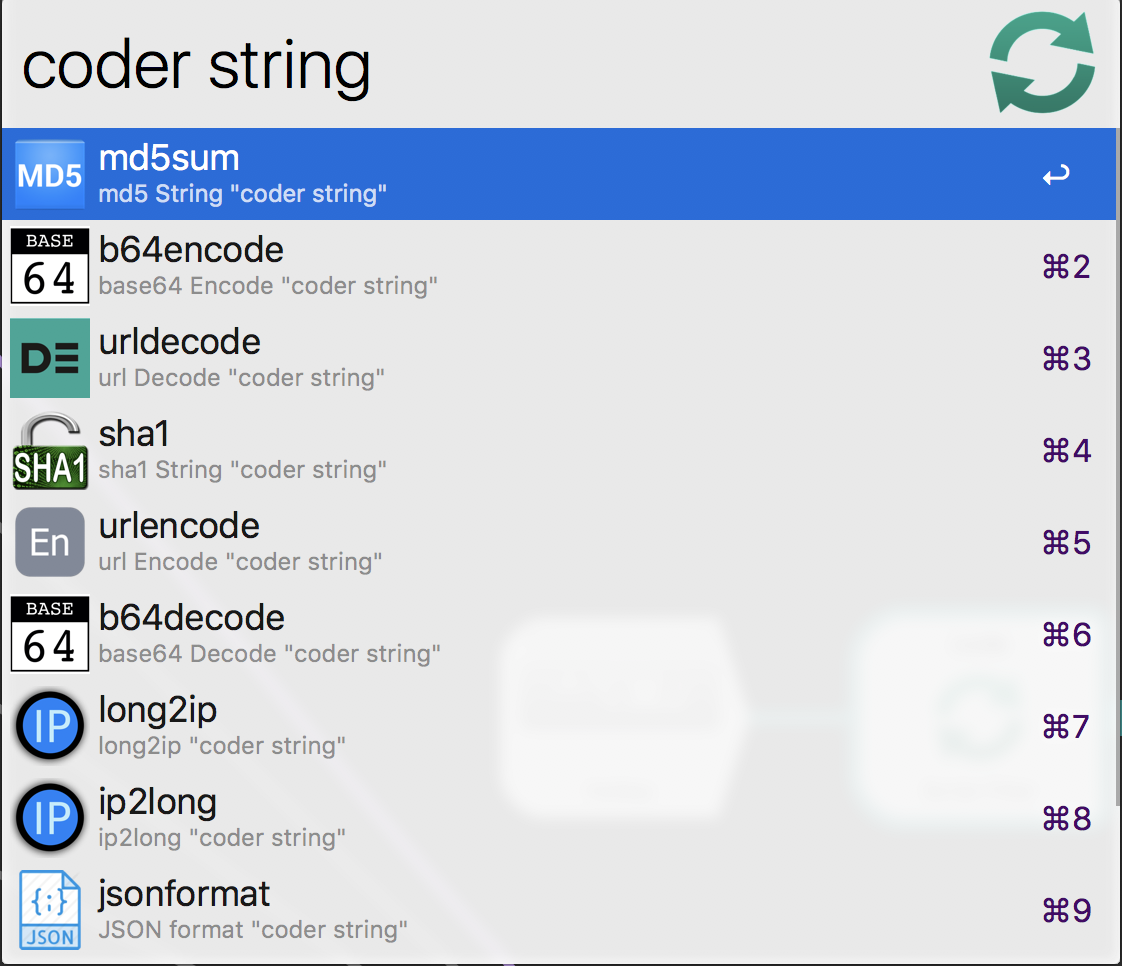 coder string
MD5
md5sum
md5 String "coder string"
↩
BASE
64
b64encode
base64 Encode "coder string"
⌘2
DE
urldecode
url Decode "coder string"
⌘3
SHA1
sha1
sha1 String "coder string"
⌘4
En
urlencode
url Encode "coder string"
⌘5
BASE
64
b64decode
base64 Decode "coder string"
⌘6
IP
long2ip
long2ip "coder string"
⌘7
IP
ip2long
ip2long "coder string"
⌘8
{;}
JSON
jsonformat
JSON format "coder string"
⌘9